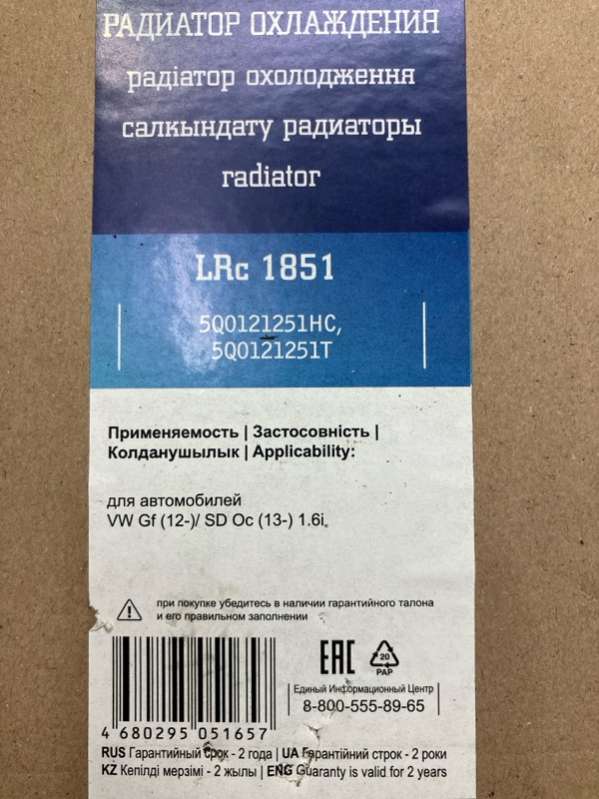 РАДИАТОР ОХЛАЖДЕНИЯ
радіатор охолодження
салкындату радиаторы
radiator
LRc 1851
5Q0121251HC,
5Q0121251T
Применяемость | Застосовність |
Колданушылык | Applicability:
для автомобилей
VW Gf (12-)/ SD Oc (13-) 1.6i
при покупке убедитесь в наличии гарантийного талона
и его правильном заполнении
EAC
20
PAP
Единый Информационный Центр
8-800-555-89-65
4 680295 051657
RUS Гарантийный срок - 2 года | UA Гарантійний строк - 2 роки
KZ Кепілді мерзімі - 2 жылы | ENG Guaranty is valid for 2 years